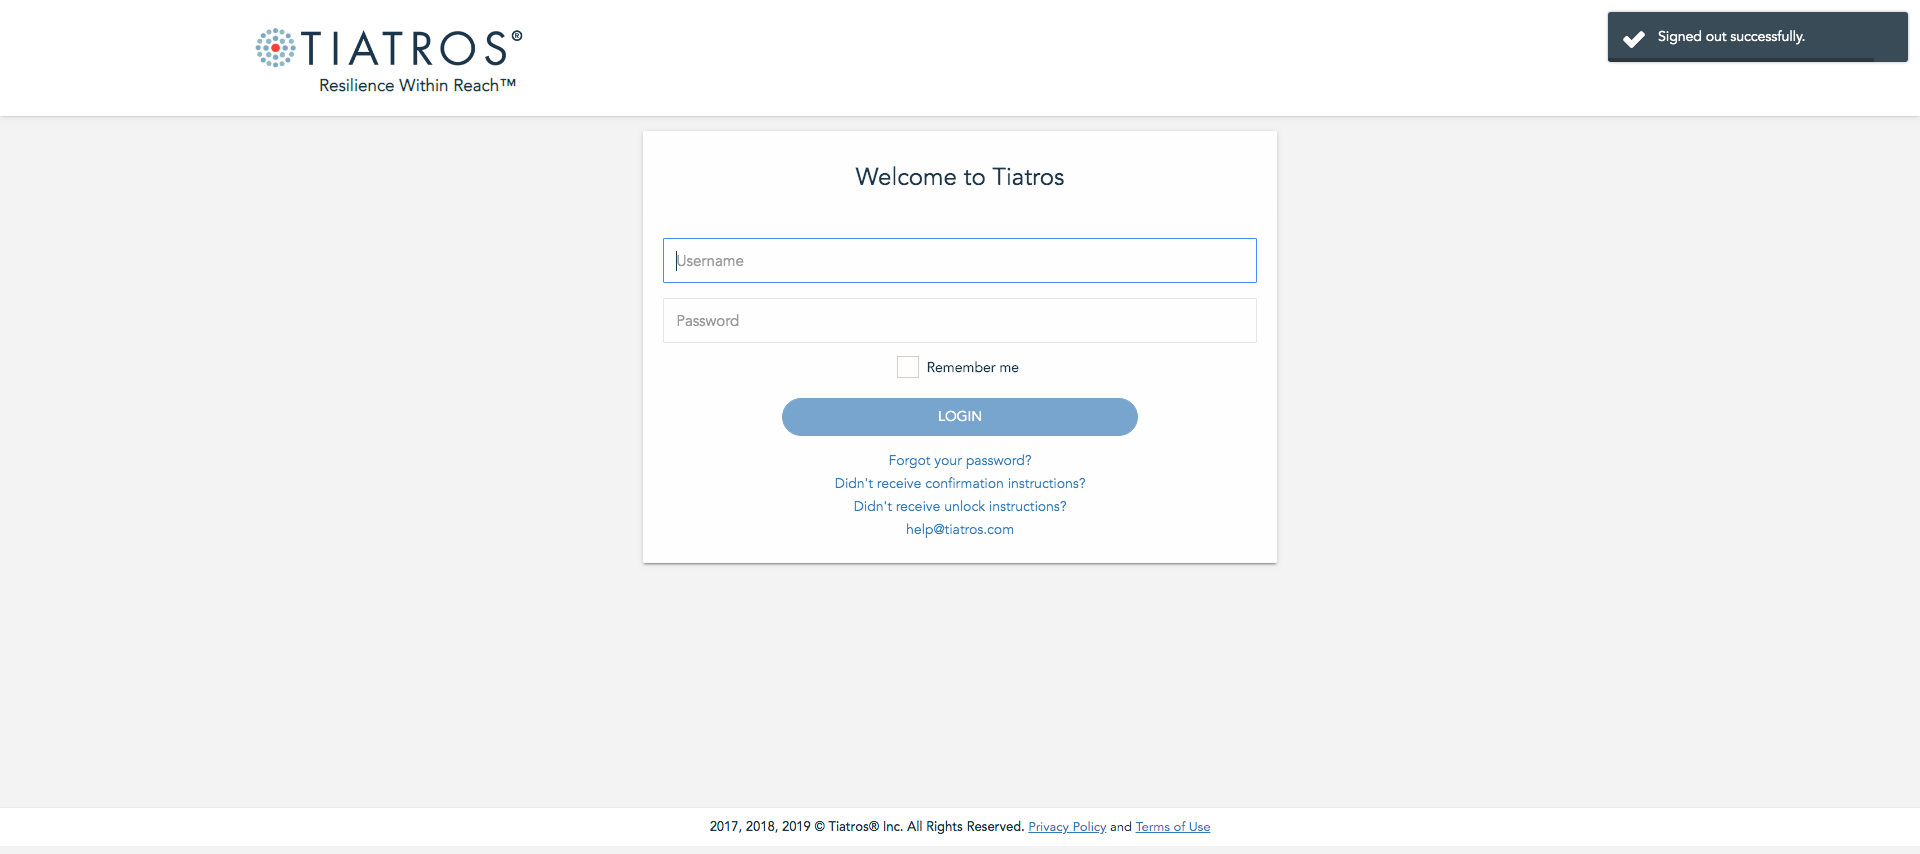 TIATROS®
Resilience Within Reach™
Signed out successfully.
Welcome to Tiatros
Username
Password
Remember me
LOGIN
Forgot your password?
Didn't receive confirmation instructions?
Didn't receive unlock instructions?
help@tiatros.com
2017, 2018, 2019 © Tiatros® Inc. All Rights Reserved. Privacy Policy and Terms of Use